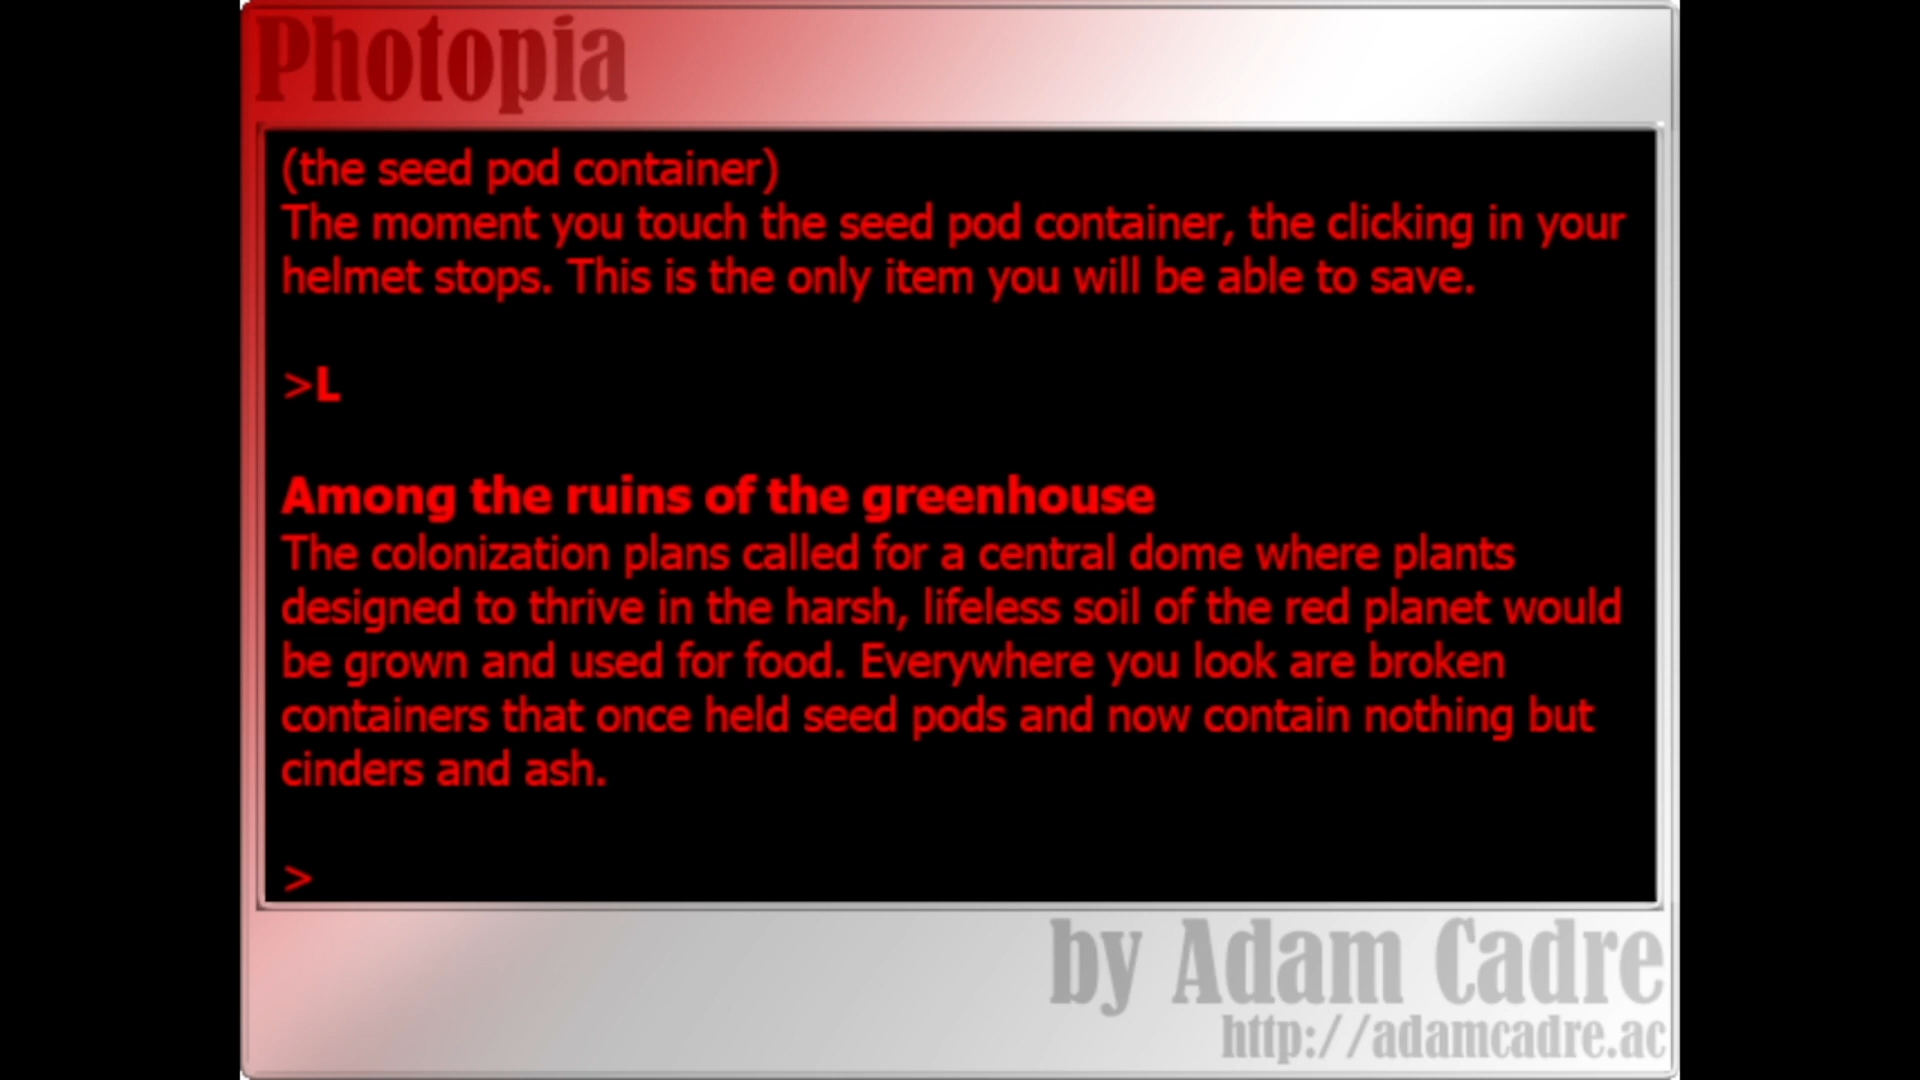 Photopia
(the seed pod container)
The moment you touch the seed pod container, the clicking in your
helmet stops. This is the only item you will be able to save.
>L
Among the ruins of the greenhouse
The colonization plans called for a central dome where plants
designed to thrive in the harsh, lifeless soil of the red planet would
be grown and used for food. Everywhere you look are broken
containers that once held seed pods and now contain nothing but
cinders and ash.
>
by Adam Cadre
http://adamcadre.ac